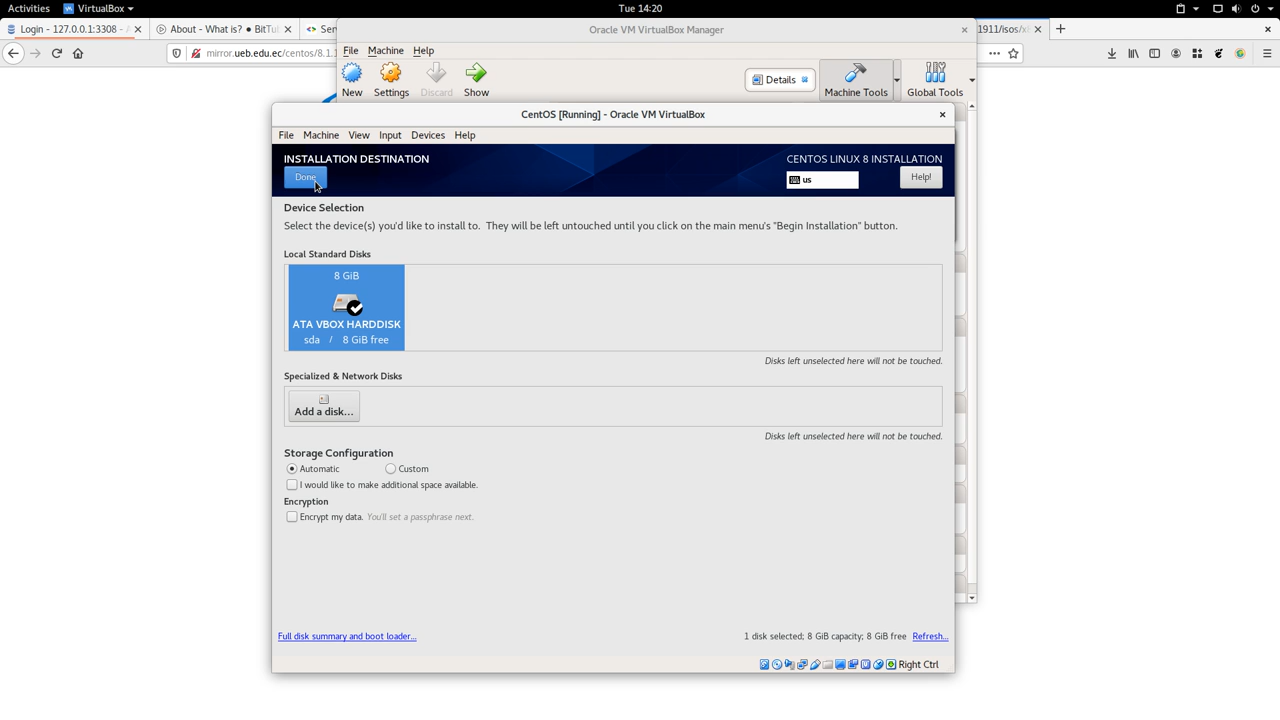 Activities VirtualBox Tue 14:20
Login - 127.0.0.1:3308 - A About - What is? ● BitTu Serv 1911/isos/x8
Oracle VM VirtualBox Manager
mirror.ueb.edu.ec/centos/8.1.1
File Machine Help
New Settings Discard Show Details Machine Tools Global Tools
CentOS [Running] - Oracle VM VirtualBox
File Machine View Input Devices Help
INSTALLATION DESTINATION CENTOS LINUX 8 INSTALLATION
Done us Help!
Device Selection
Select the device(s) you'd like to install to. They will be left untouched until you click on the main menu's "Begin Installation" button.
Local Standard Disks
8 GiB
ATA VBOX HARDDISK
sda / 8 GiB free
Disks left unselected here will not be touched.
Specialized & Network Disks
Add a disk...
Disks left unselected here will not be touched.
Storage Configuration
Automatic Custom
I would like to make additional space available.
Encryption
Encrypt my data. You'll set a passphrase next.
Full disk summary and boot loader... 1 disk selected; 8 GiB capacity; 8 GiB free Refresh...
Right Ctrl